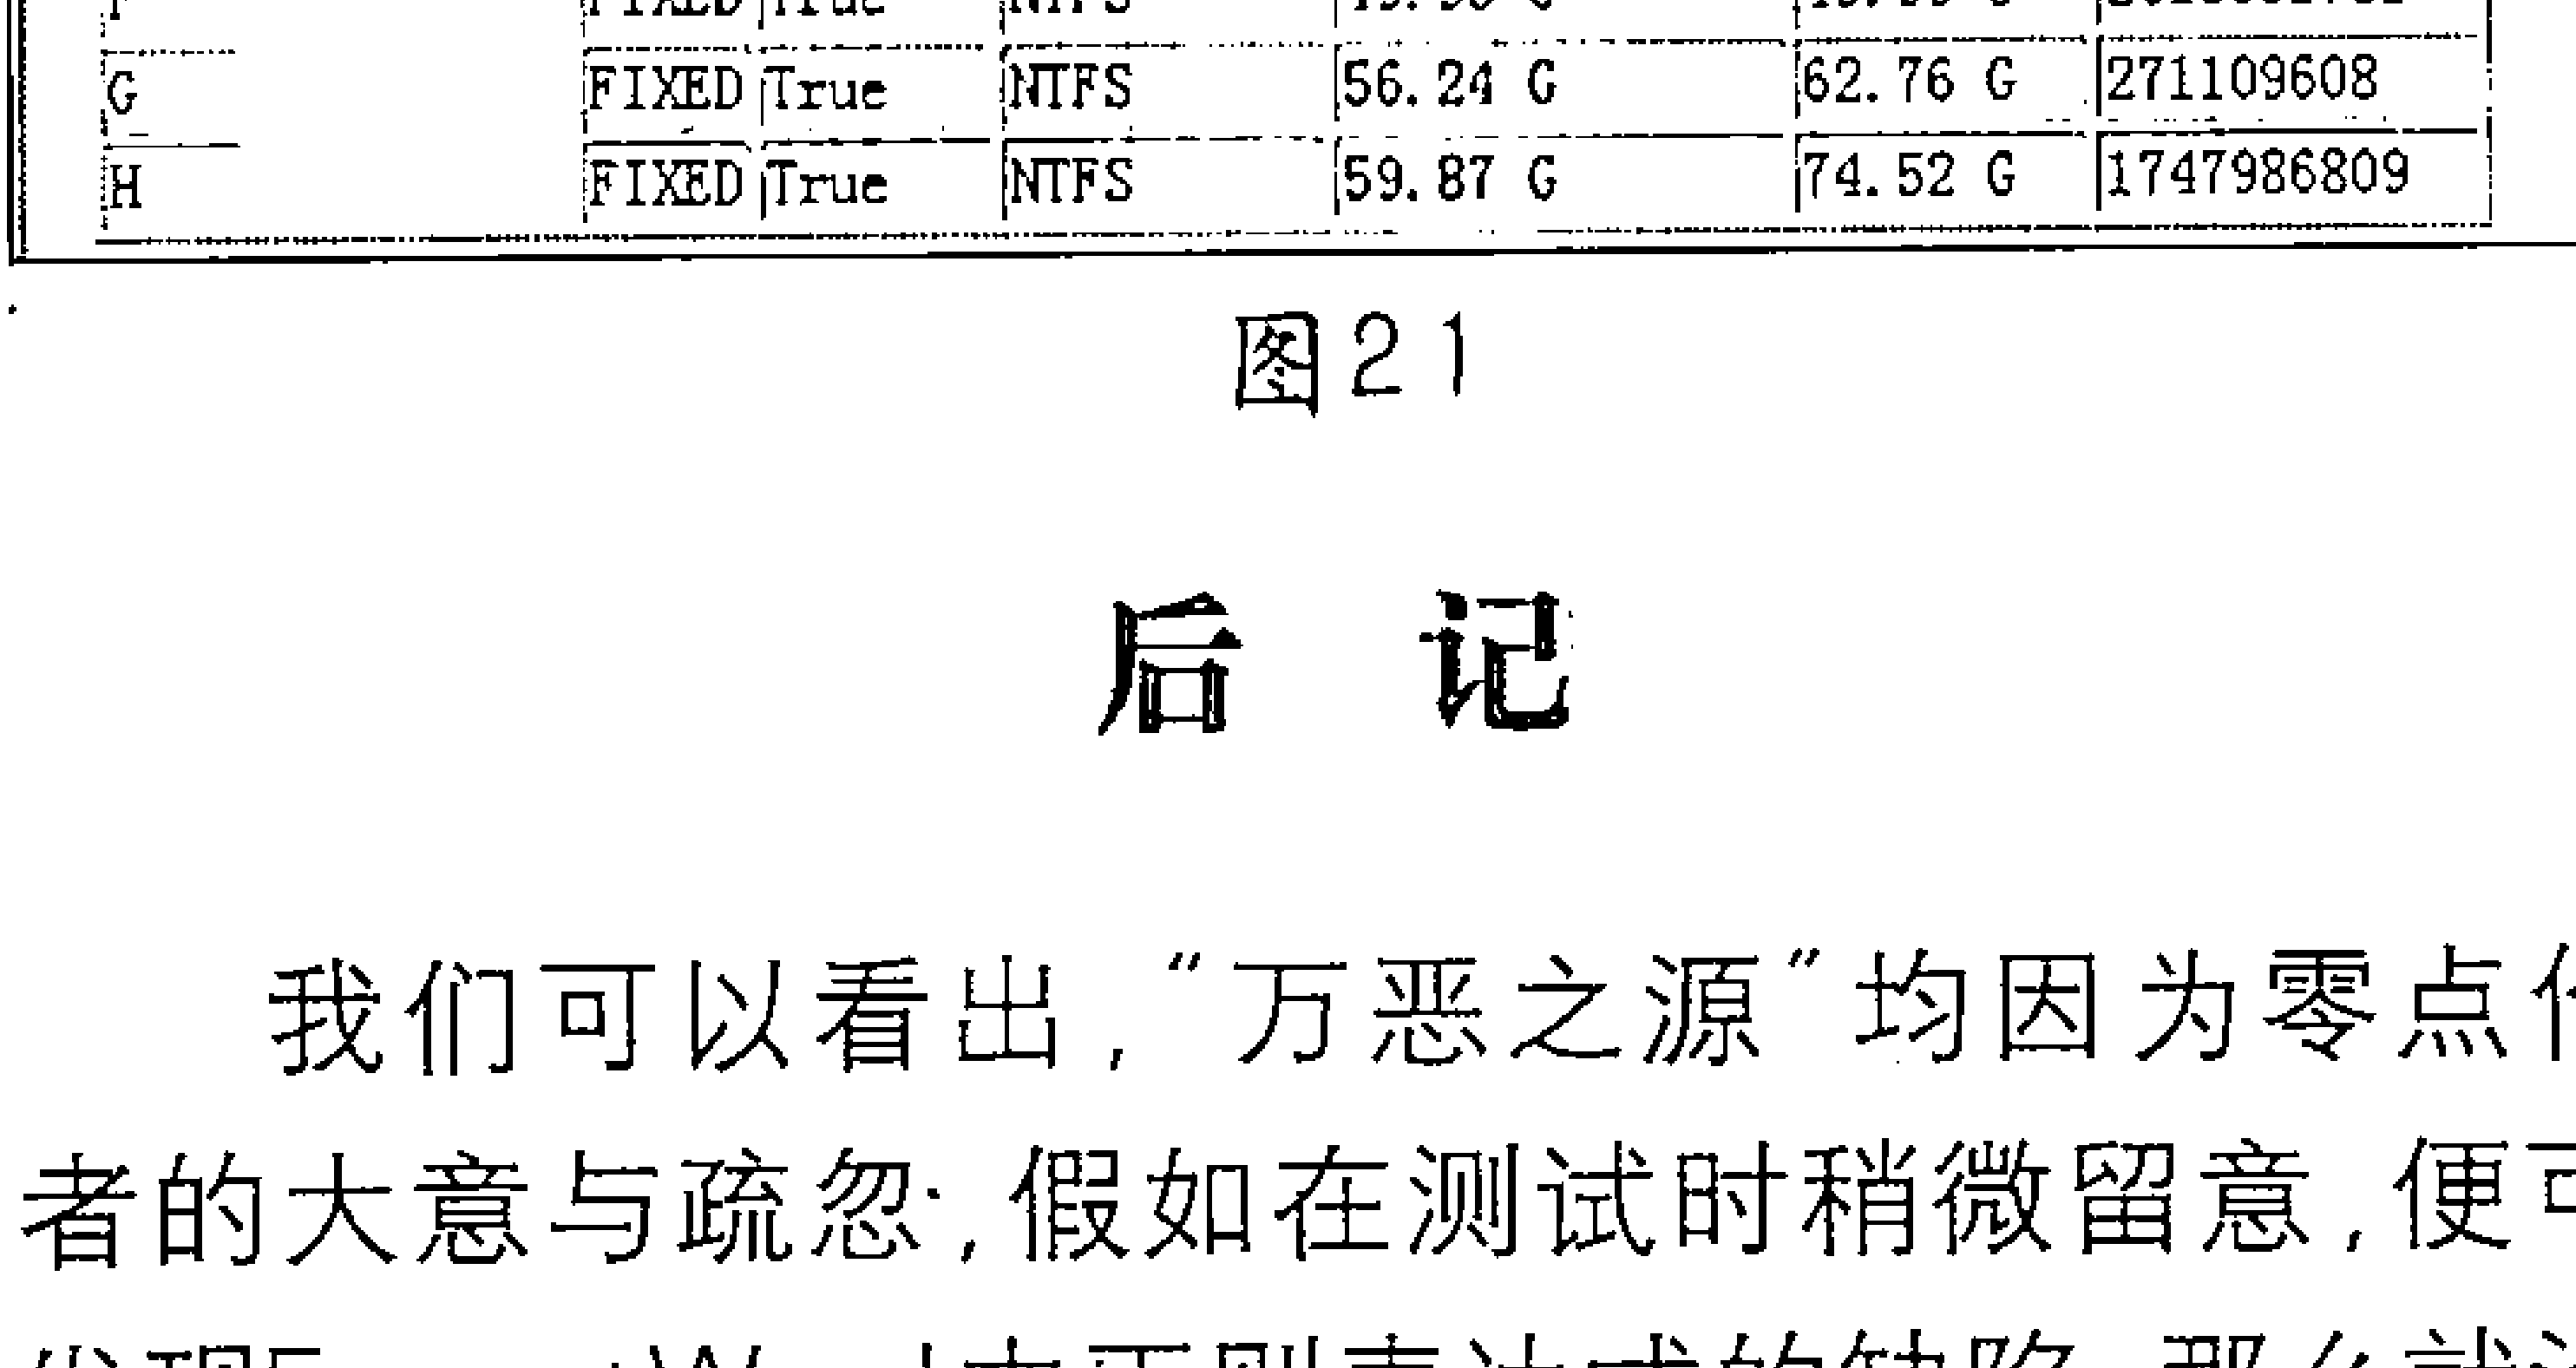 G FIXED True NTFS 56.24 G 62.76 G 271109608
H FIXED True NTFS 59.87 G 74.52 G 1747986809
图21
后 记
我们可以看出,“万恶之源”均因为零点
者的大意与疏忽,假如在测试时稍微留意,便